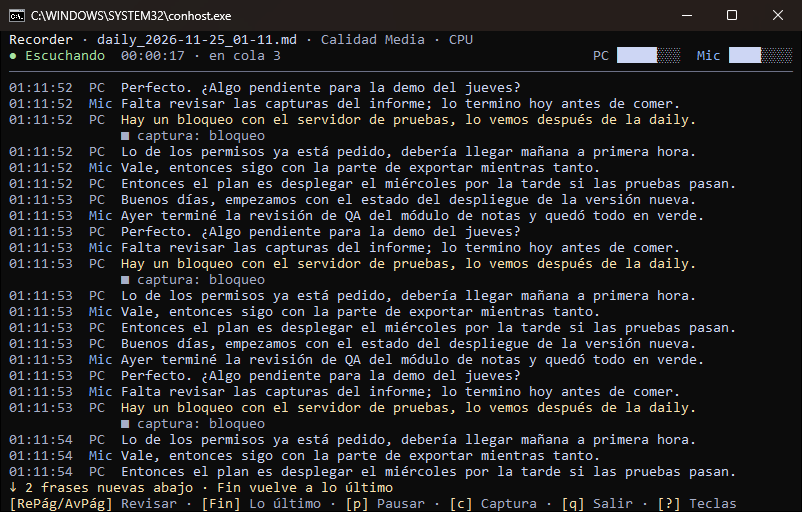 C:\WINDOWS\SYSTEM32\conhost.exe
Recorder · daily_2026-11-25_01-11.md · Calidad Media · CPU
● Escuchando 00:00:17 · en cola 3 PC Mic
01:11:52 PC Perfecto. ¿Algo pendiente para la demo del jueves?
01:11:52 Mic Falta revisar las capturas del informe; lo termino hoy antes de comer.
01:11:52 PC Hay un bloqueo con el servidor de pruebas, lo vemos después de la daily.
■ captura: bloqueo
01:11:52 PC Lo de los permisos ya está pedido, debería llegar mañana a primera hora.
01:11:52 Mic Vale, entonces sigo con la parte de exportar mientras tanto.
01:11:52 PC Entonces el plan es desplegar el miércoles por la tarde si las pruebas pasan.
01:11:53 PC Buenos días, empezamos con el estado del despliegue de la versión nueva.
01:11:53 Mic Ayer terminé la revisión de QA del módulo de notas y quedó todo en verde.
01:11:53 PC Perfecto. ¿Algo pendiente para la demo del jueves?
01:11:53 Mic Falta revisar las capturas del informe; lo termino hoy antes de comer.
01:11:53 PC Hay un bloqueo con el servidor de pruebas, lo vemos después de la daily.
■ captura: bloqueo
01:11:53 PC Lo de los permisos ya está pedido, debería llegar mañana a primera hora.
01:11:53 Mic Vale, entonces sigo con la parte de exportar mientras tanto.
01:11:53 PC Entonces el plan es desplegar el miércoles por la tarde si las pruebas pasan.
01:11:53 PC Buenos días, empezamos con el estado del despliegue de la versión nueva.
01:11:53 Mic Ayer terminé la revisión de QA del módulo de notas y quedó todo en verde.
01:11:53 PC Perfecto. ¿Algo pendiente para la demo del jueves?
01:11:53 Mic Falta revisar las capturas del informe; lo termino hoy antes de comer.
01:11:53 PC Hay un bloqueo con el servidor de pruebas, lo vemos después de la daily.
■ captura: bloqueo
01:11:54 PC Lo de los permisos ya está pedido, debería llegar mañana a primera hora.
01:11:54 Mic Vale, entonces sigo con la parte de exportar mientras tanto.
01:11:54 PC Entonces el plan es desplegar el miércoles por la tarde si las pruebas pasan.
↓ 2 frases nuevas abajo · Fin vuelve a lo último
[RePág/AvPág] Revisar · [Fin] Lo último · [p] Pausar · [c] Captura · [q] Salir · [?] Teclas